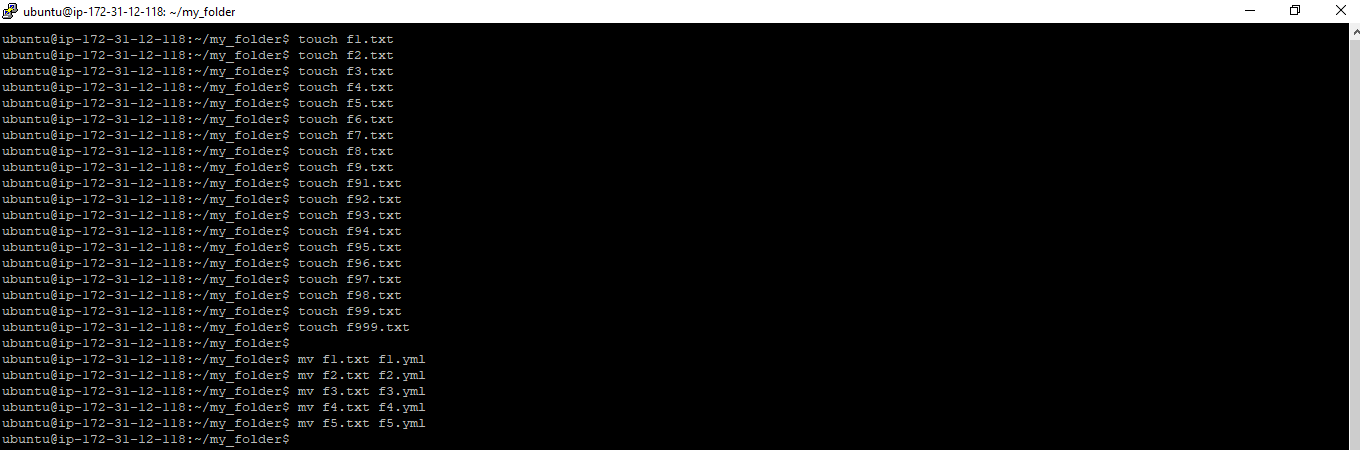 ubuntu@ip-172-31-12-118: ~/my_folder
ubuntu@ip-172-31-12-118:~/my_folder$ touch f1.txt
ubuntu@ip-172-31-12-118:~/my_folder$ touch f2.txt
ubuntu@ip-172-31-12-118:~/my_folder$ touch f3.txt
ubuntu@ip-172-31-12-118:~/my_folder$ touch f4.txt
ubuntu@ip-172-31-12-118:~/my_folder$ touch f5.txt
ubuntu@ip-172-31-12-118:~/my_folder$ touch f6.txt
ubuntu@ip-172-31-12-118:~/my_folder$ touch f7.txt
ubuntu@ip-172-31-12-118:~/my_folder$ touch f8.txt
ubuntu@ip-172-31-12-118:~/my_folder$ touch f9.txt
ubuntu@ip-172-31-12-118:~/my_folder$ touch f91.txt
ubuntu@ip-172-31-12-118:~/my_folder$ touch f92.txt
ubuntu@ip-172-31-12-118:~/my_folder$ touch f93.txt
ubuntu@ip-172-31-12-118:~/my_folder$ touch f94.txt
ubuntu@ip-172-31-12-118:~/my_folder$ touch f95.txt
ubuntu@ip-172-31-12-118:~/my_folder$ touch f96.txt
ubuntu@ip-172-31-12-118:~/my_folder$ touch f97.txt
ubuntu@ip-172-31-12-118:~/my_folder$ touch f98.txt
ubuntu@ip-172-31-12-118:~/my_folder$ touch f99.txt
ubuntu@ip-172-31-12-118:~/my_folder$ touch f999.txt
ubuntu@ip-172-31-12-118:~/my_folder$
ubuntu@ip-172-31-12-118:~/my_folder$ mv f1.txt f1.yml
ubuntu@ip-172-31-12-118:~/my_folder$ mv f2.txt f2.yml
ubuntu@ip-172-31-12-118:~/my_folder$ mv f3.txt f3.yml
ubuntu@ip-172-31-12-118:~/my_folder$ mv f4.txt f4.yml
ubuntu@ip-172-31-12-118:~/my_folder$ mv f5.txt f5.yml
ubuntu@ip-172-31-12-118:~/my_folder$